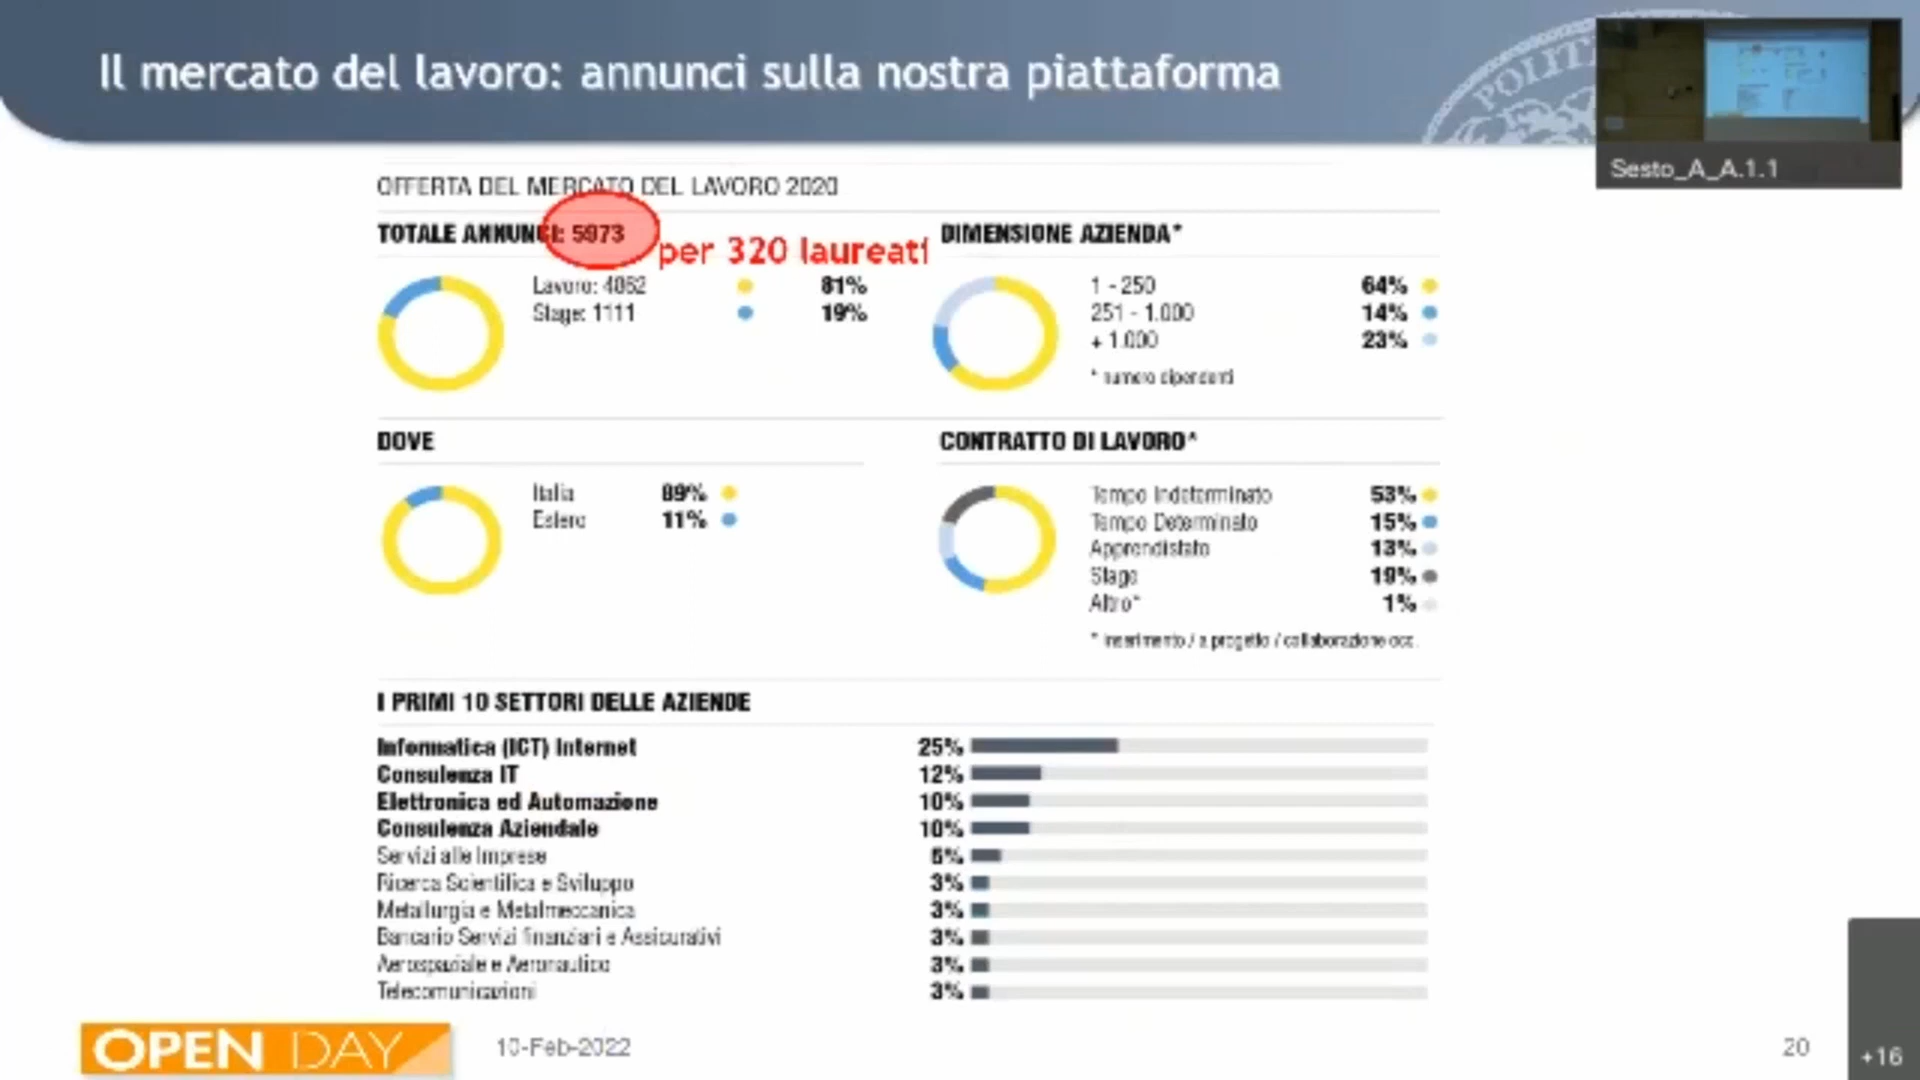 Il mercato del lavoro: annunci sulla nostra piattaforma
POLIT
Sesto_A_A.1.1
OFFERTA DEL MERCATO DEL LAVORO 2020
TOTALE ANNUNCI: 5973
per 320 laureati
Lavoro: 4862 81%
Stage: 1111 19%
DIMENSIONE AZIENDA*
1 - 250 64%
251 - 1.000 14%
+ 1.000 23%
* numero dipendenti
DOVE
Italia 89%
Estero 11%
CONTRATTO DI LAVORO*
Tempo Indeterminato 53%
Tempo Determinato 15%
Apprendistato 13%
Stage 19%
Altro* 1%
* Inserimento / a progetto / collaborazione occ.
I PRIMI 10 SETTORI DELLE AZIENDE
Informatica (ICT) Internet 25%
Consulenza IT 12%
Elettronica ed Automazione 10%
Consulenza Aziendale 10%
Servizi alle Imprese
Ricerca Scientifica e Sviluppo 3%
Metallurgia e Metalmeccanica 3%
Bancario Servizi finanziari e Assicurativi 3%
Aerospaziale e Aeronautico 3%
Telecomunicazioni 3%
OPEN DAY
10-Feb-2022
20
+16